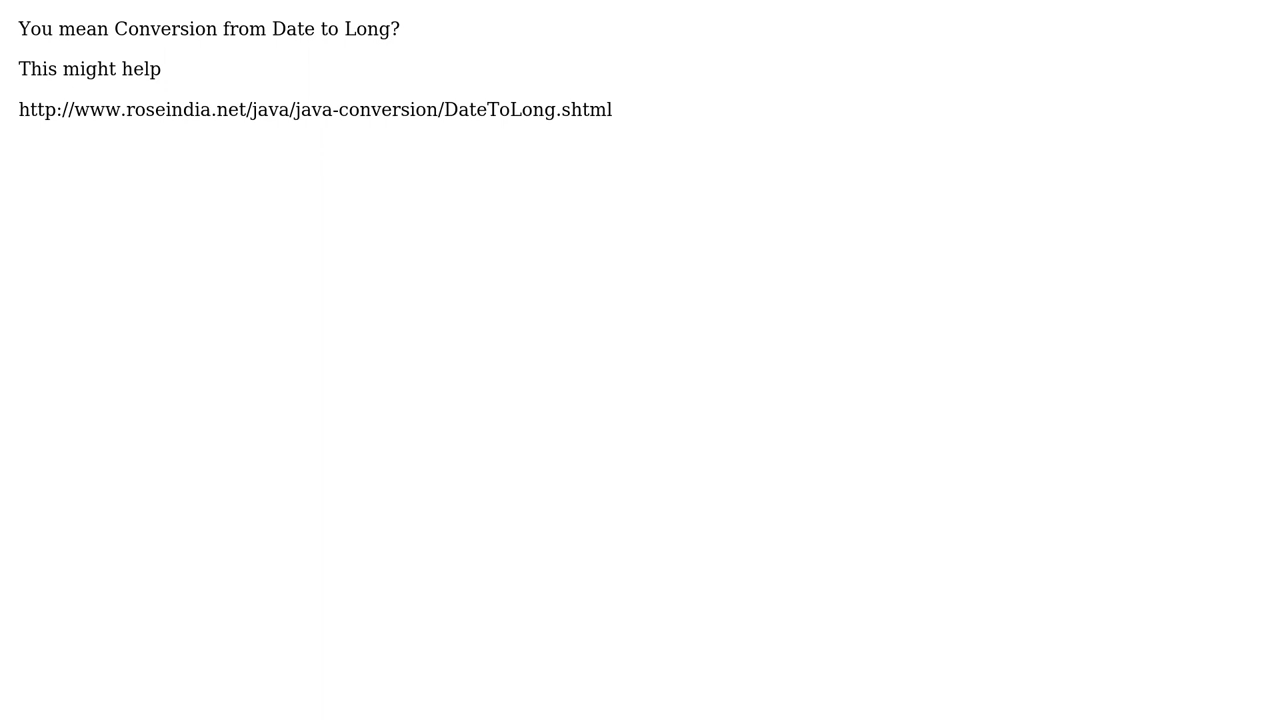 You mean Conversion from Date to Long?
This might help
http://www.roseindia.net/java/java-conversion/DateToLong.shtml